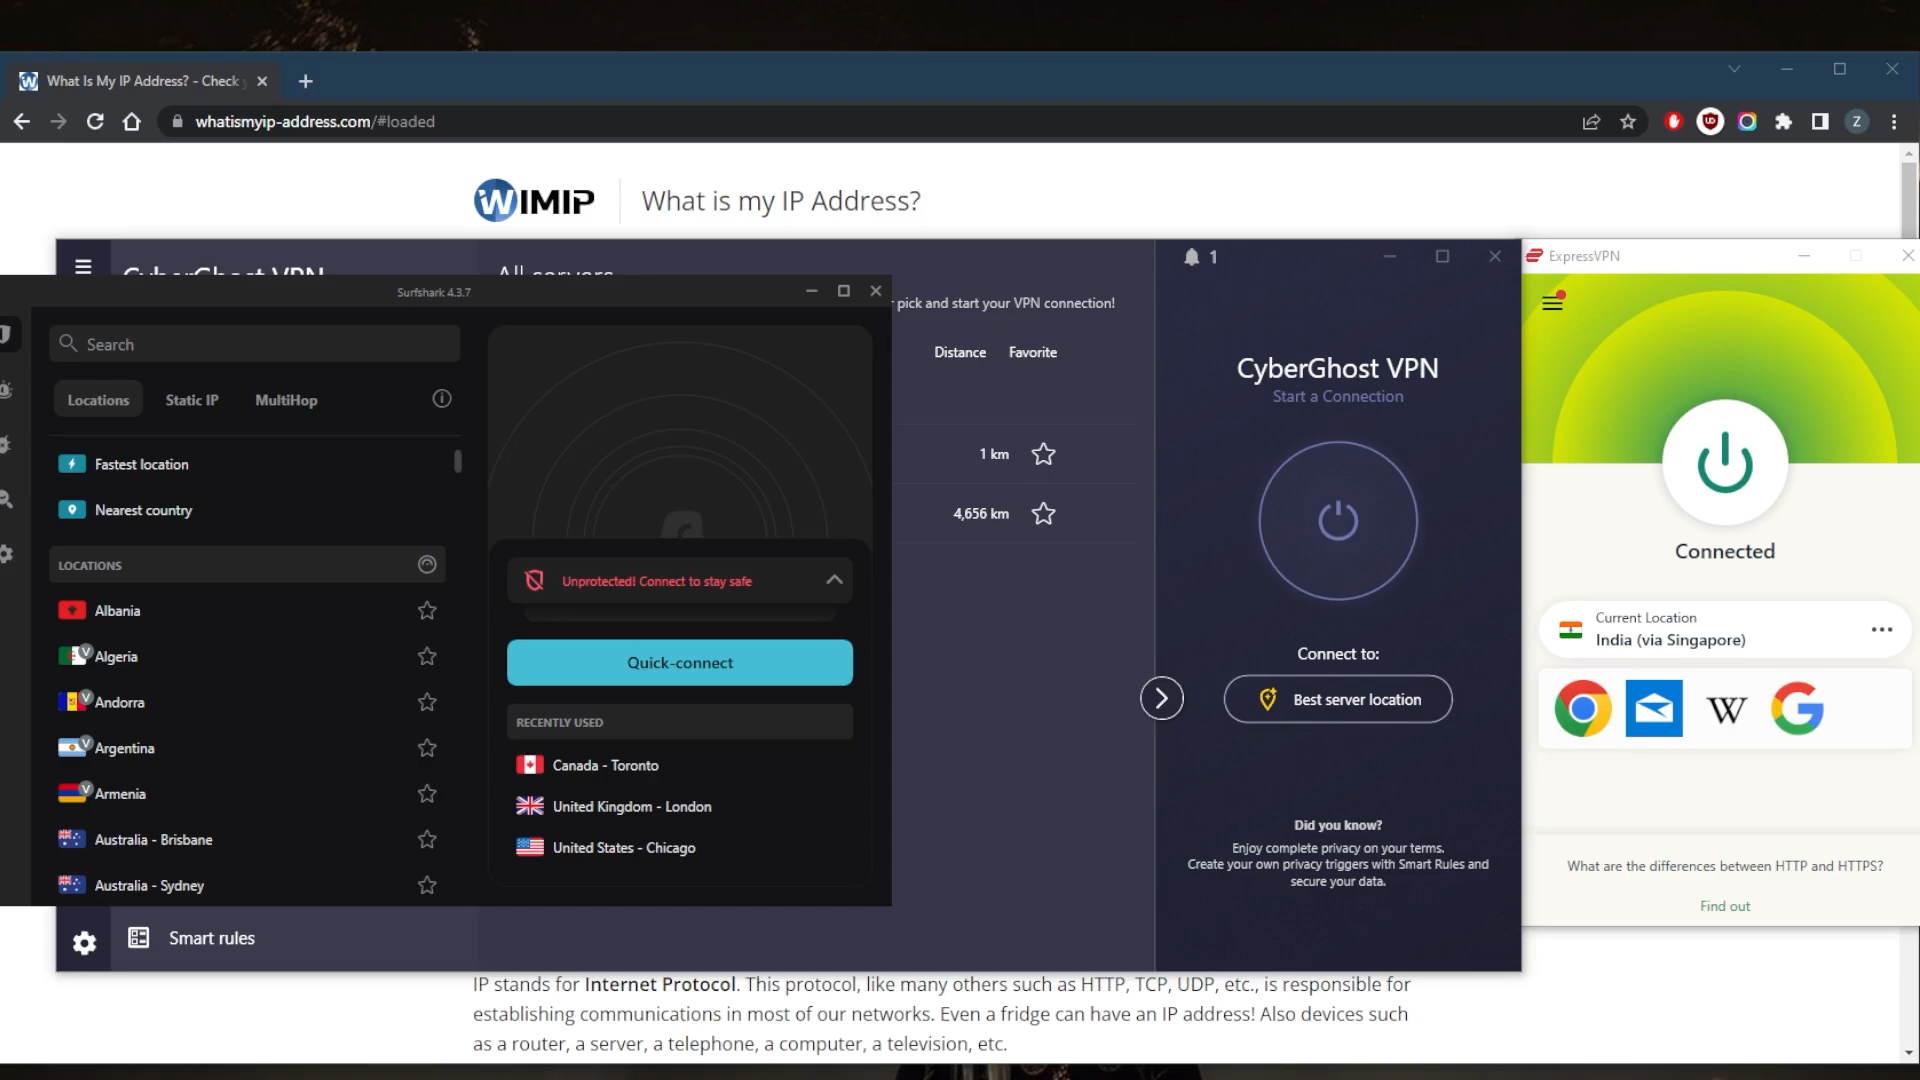 What Is My IP Address? - Check
whatismyip-address.com/#loaded
Z
WIMIP
What is my IP Address?
CyberGhost VPN
All servers
pick and start your VPN connection!
Distance
Favorite
1 km
4,656 km
Smart rules
Surfshark 4.3.7
Search
Locations
Static IP
MultiHop
Fastest location
Nearest country
LOCATIONS
Albania
V Algeria
V Andorra
V Argentina
V Armenia
Australia - Brisbane
Australia - Sydney
Unprotected! Connect to stay safe
Quick-connect
RECENTLY USED
Canada - Toronto
United Kingdom - London
United States - Chicago
1
CyberGhost VPN
Start a Connection
Connect to:
Best server location
Did you know?
Enjoy complete privacy on your terms.
Create your own privacy triggers with Smart Rules and
secure your data.
ExpressVPN
Connected
Current Location
India (via Singapore)
W
G
What are the differences between HTTP and HTTPS?
Find out
IP stands for Internet Protocol. This protocol, like many others such as HTTP, TCP, UDP, etc., is responsible for
establishing communications in most of our networks. Even a fridge can have an IP address! Also devices such
as a router, a server, a telephone, a computer, a television, etc.